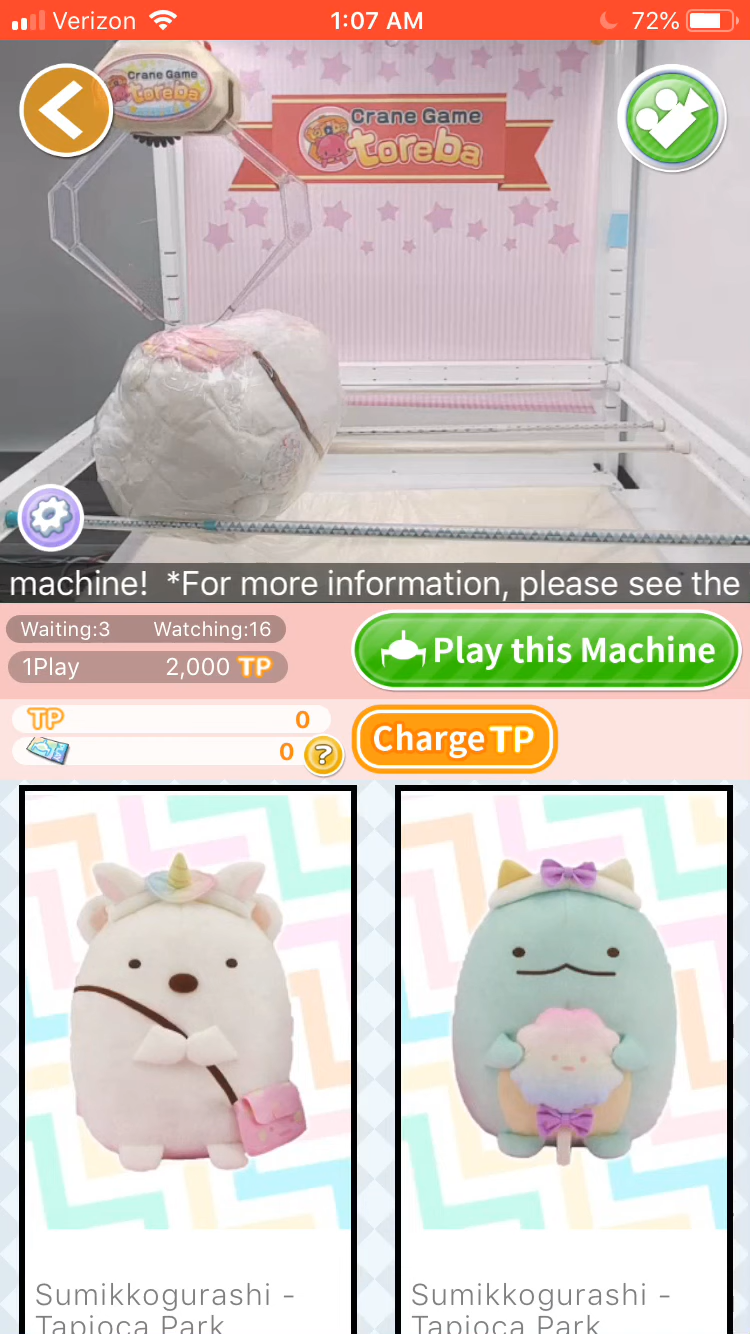 Verizon 1:07 AM 72%
Crane Game
toreba
Crane Game
toreba
machine! *For more information, please see the
Waiting:3 Watching:16
1Play 2,000 TP
Play this Machine
TP 0
0 ?
Charge TP
Sumikkogurashi -
Tapioca Park
Sumikkogurashi -
Tapioca Park